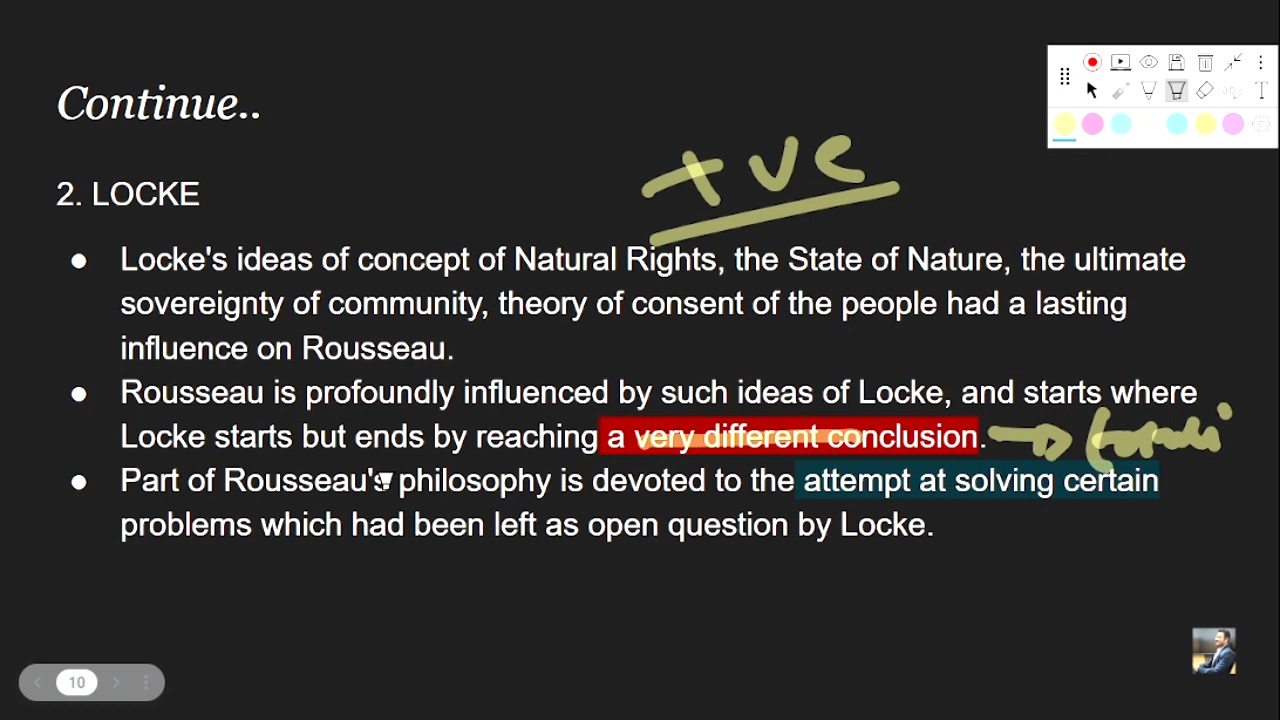 Continue..
+ve
2. LOCKE
● Locke's ideas of concept of Natural Rights, the State of Nature, the ultimate
sovereignty of community, theory of consent of the people had a lasting
influence on Rousseau.
● Rousseau is profoundly influenced by such ideas of Locke, and starts where
Locke starts but ends by reaching a very different conclusion.
● Part of Rousseau's philosophy is devoted to the attempt at solving certain
problems which had been left as open question by Locke.
10